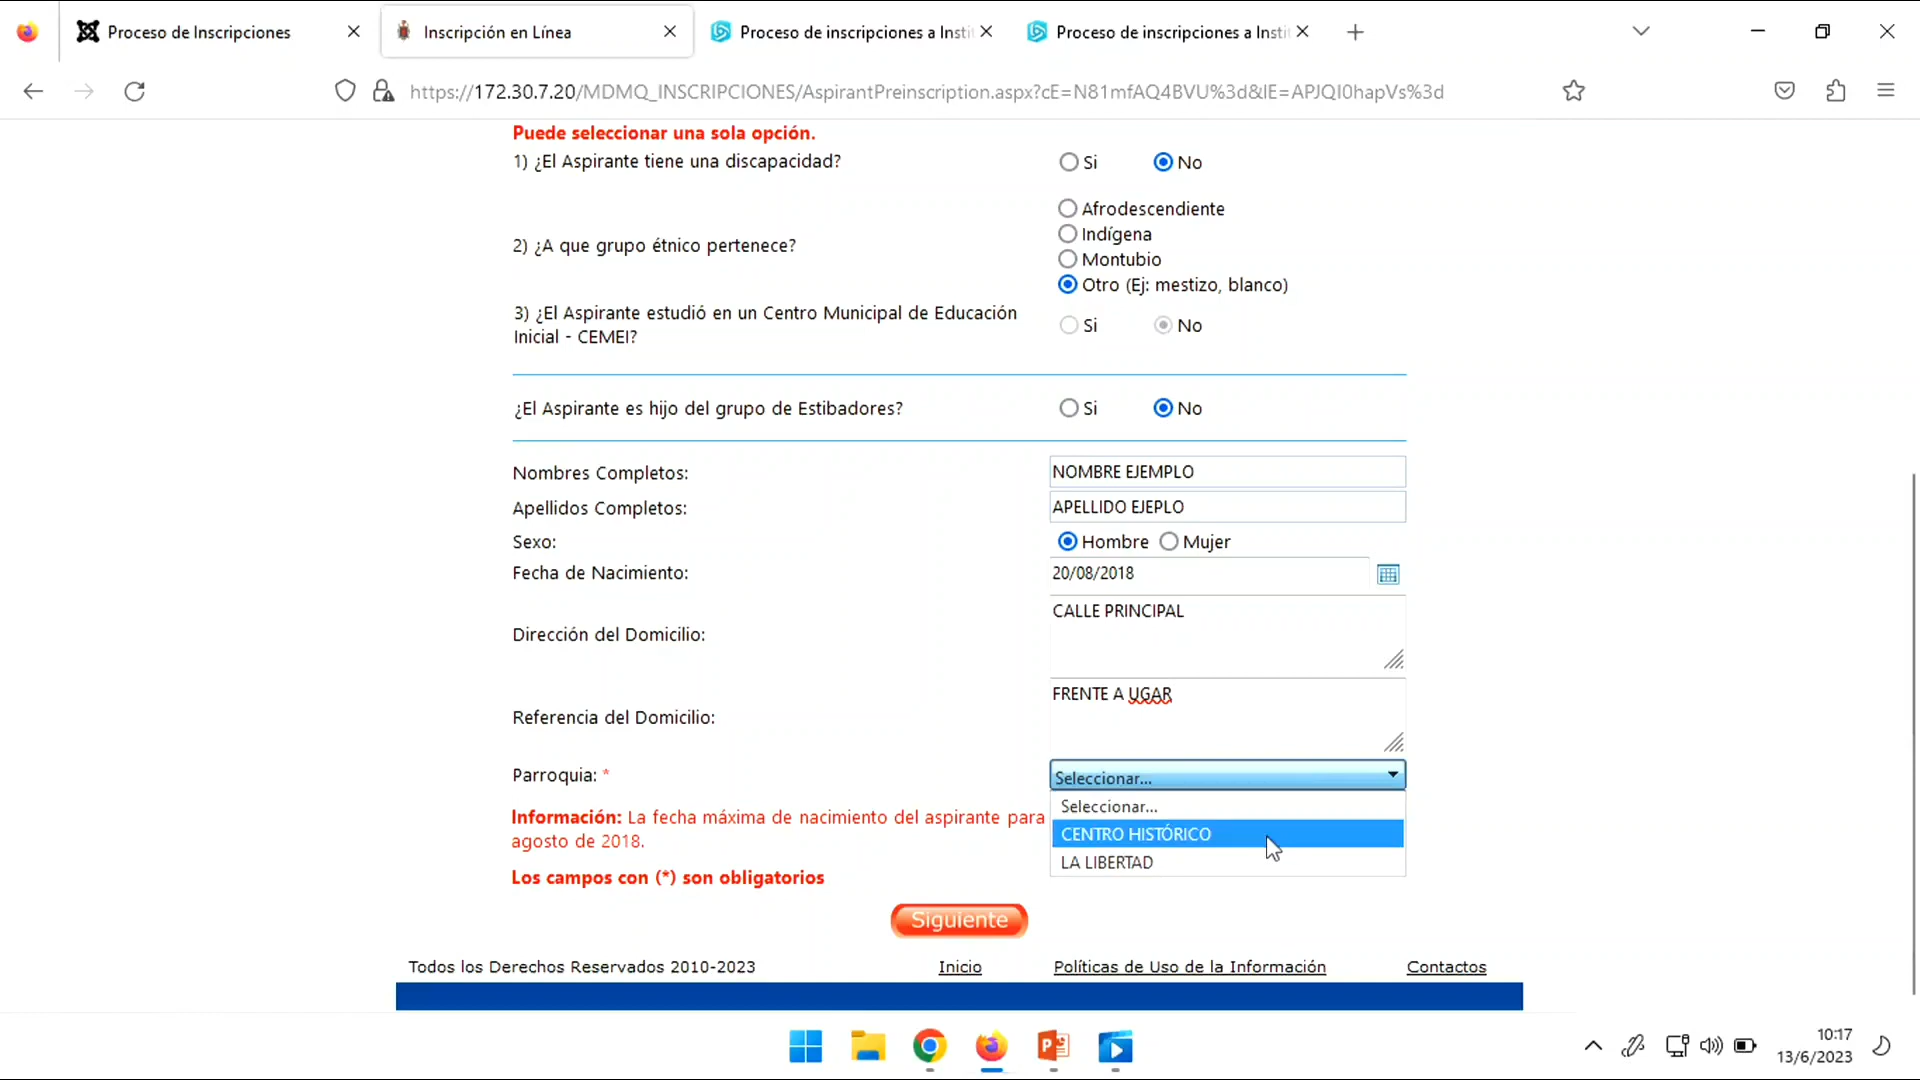 Proceso de Inscripciones
Inscripción en Línea
Proceso de inscripciones a Insti
Proceso de inscripciones a Insti
https://172.30.7.20/MDMQ_INSCRIPCIONES/AspirantPreinscription.aspx?cE=N81mfAQ4BVU%3d&IE=APJQI0hapVs%3d
Puede seleccionar una sola opción.
1) ¿El Aspirante tiene una discapacidad?
Si No
Afrodescendiente
Indígena
2) ¿A que grupo étnico pertenece?
Montubio
Otro (Ej: mestizo, blanco)
3) ¿El Aspirante estudió en un Centro Municipal de Educación
Inicial - CEMEI?
Si No
¿El Aspirante es hijo del grupo de Estibadores? Si No
Nombres Completos: NOMBRE EJEMPLO
Apellidos Completos: APELLIDO EJEPLO
Sexo: Hombre Mujer
Fecha de Nacimiento: 20/08/2018
CALLE PRINCIPAL
Dirección del Domicilio:
FRENTE A UGAR
Referencia del Domicilio:
Parroquia: * Seleccionar...
Seleccionar...
CENTRO HISTÓRICO
LA LIBERTAD
Información: La fecha máxima de nacimiento del aspirante para
agosto de 2018.
Los campos con (*) son obligatorios
Siguiente
Todos los Derechos Reservados 2010-2023 Inicio Políticas de Uso de la Información Contactos
10:17
13/6/2023